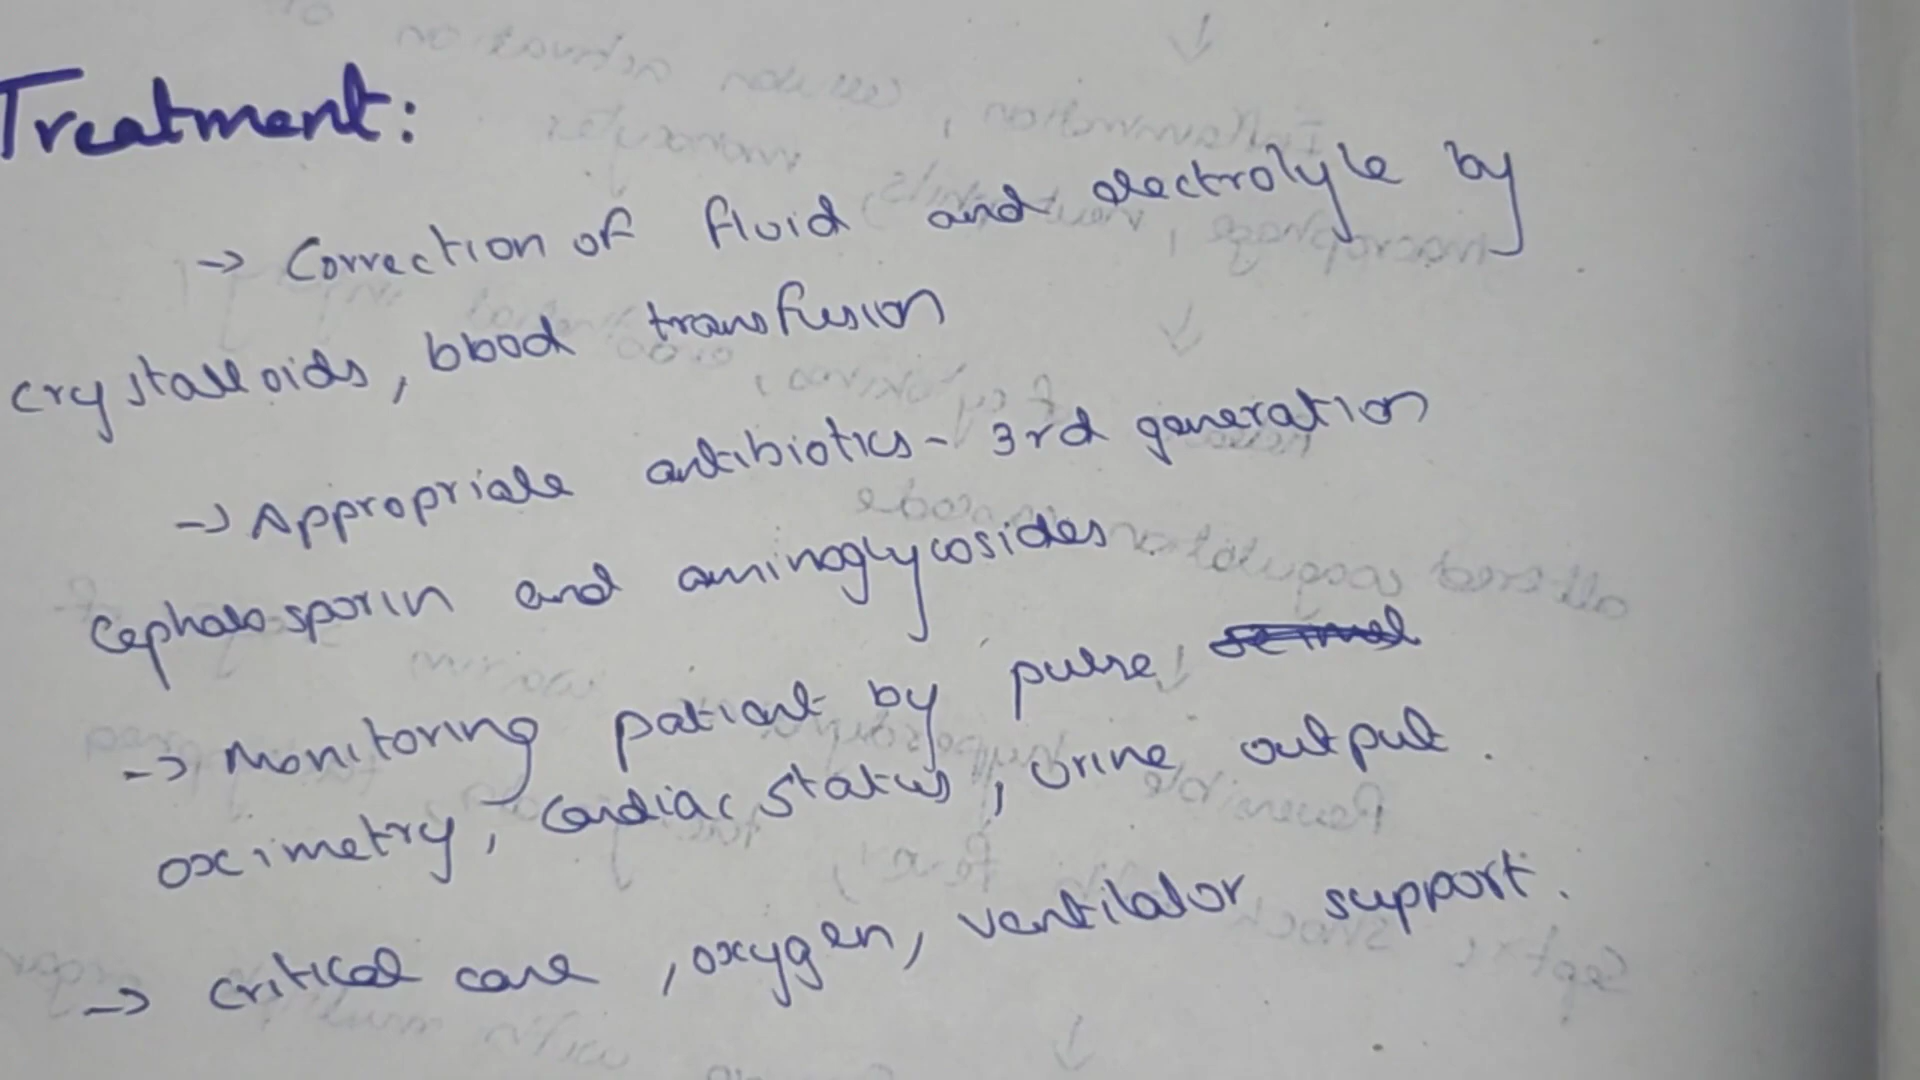 Treatment:
-> Correction of fluid and electrolyte by
crystalloids, blood transfusion
-> Appropriate antibiotics - 3rd generation
cephalosporin and aminoglycosides
-> Monitoring patient by pulse
oximetry, cardiac status, urine output.
-> critical care, oxygen, ventilator support.